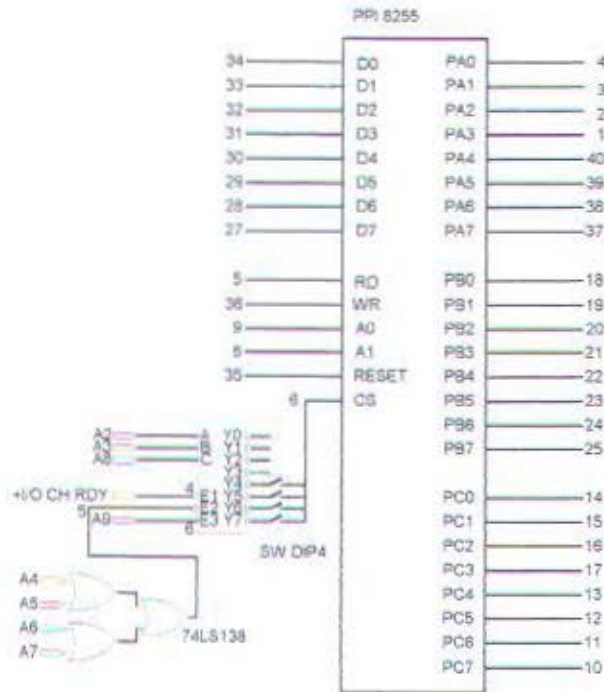 PPI 8255
34 D0 PA0 4
33 D1 PA1 3
32 D2 PA2 2
31 D3 PA3 1
30 D4 PA4 40
29 D5 PA5 39
28 D6 PA6 38
27 D7 PA7 37
5 RD PB0 18
36 WR PB1 19
9 A0 PB2 20
8 A1 PB3 21
35 RESET PB4 22
6 CS PB5 23
PB6 24
PB7 25
A2 A Y0
A3 B Y1
A8 C Y2
Y3
Y4
+I/O CH RDY 4 E1 Y5
5 E2 Y6
A9 6 E3 Y7
SW DIP4
PC0 14
PC1 15
PC2 16
PC3 17
PC4 13
PC5 12
PC6 11
PC7 10
A4
A5
A6
A7
74LS138